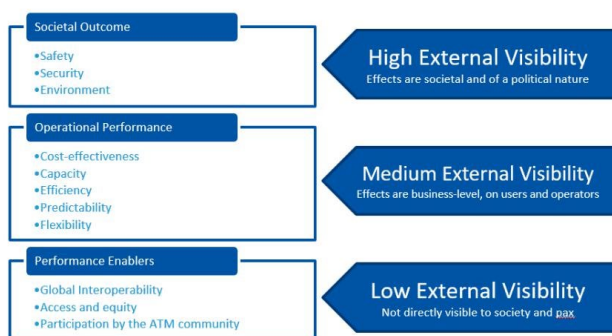 Societal Outcome
•Safety
•Security
•Environment
High External Visibility
Effects are societal and of a political nature
Operational Performance
•Cost-effectiveness
•Capacity
•Efficiency
•Predictability
•Flexibility
Medium External Visibility
Effects are business-level, on users and operators
Performance Enablers
•Global Interoperability
•Access and equity
•Participation by the ATM community
Low External Visibility
Not directly visible to society and pax